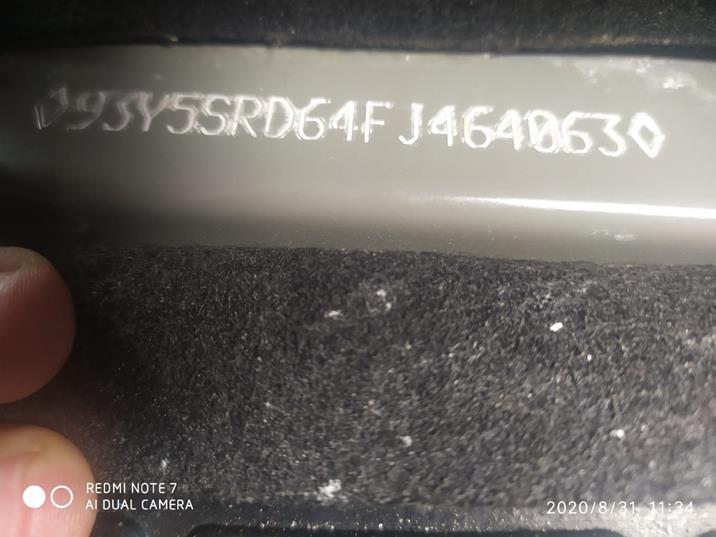 ◊93Y5SRD64FJ464063◊
REDMI NOTE 7
AI DUAL CAMERA
2020/8/31 11:34